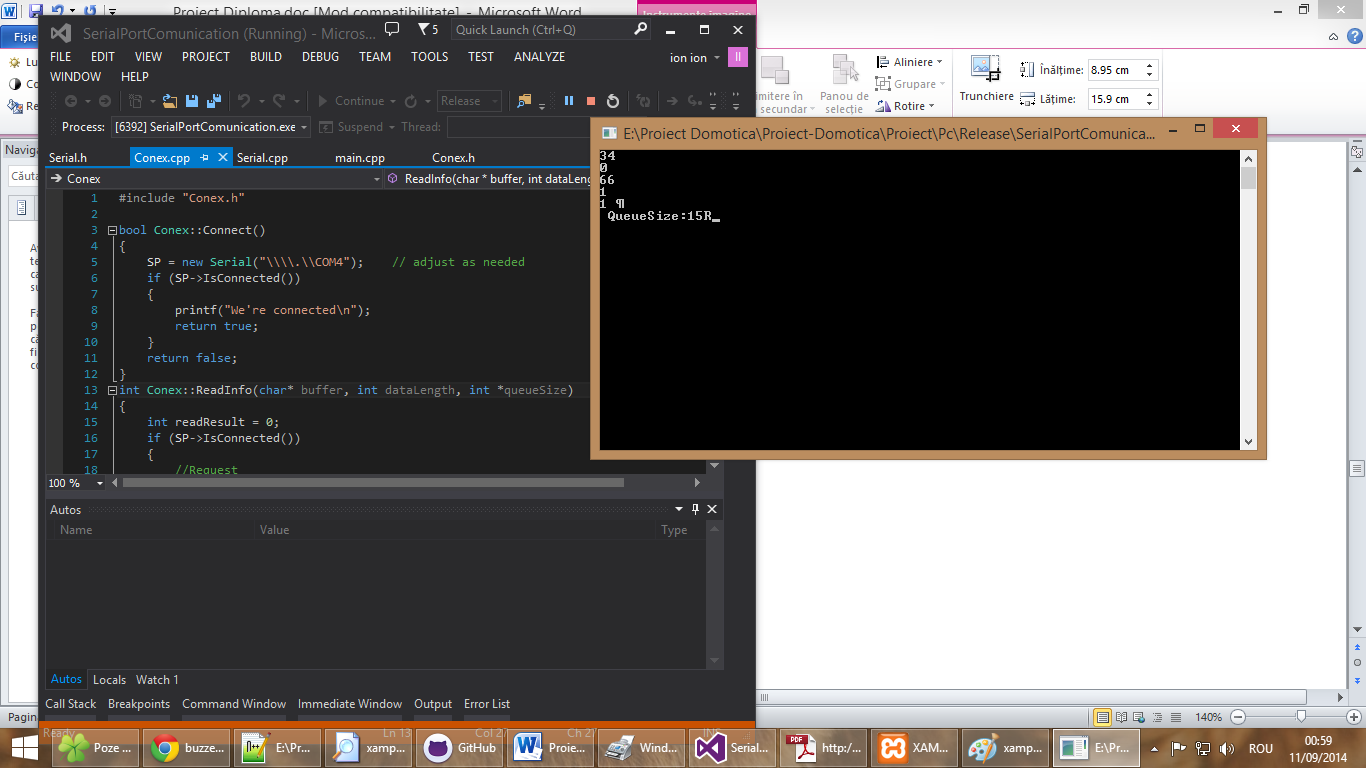 Proiect Diploma.doc [Mod compatibilitate] - Microsoft Word
Instrumente imagine
Fișie
Aliniere
Grupare
Rotire
Panou de
selecție
Trunchiere
Înălțime: 8.95 cm
Lățime: 15.9 cm
Naviga
Căuta
SerialPortComunication (Running) - Micros...
5
Quick Launch (Ctrl+Q)
FILE EDIT VIEW PROJECT BUILD DEBUG TEAM TOOLS TEST ANALYZE
ion ion II
WINDOW HELP
Continue Release
Process: [6392] SerialPortComunication.exe Suspend Thread:
Serial.h Conex.cpp Serial.cpp main.cpp Conex.h
Conex ReadInfo(char * buffer, int dataLeng
1 #include "Conex.h"
2
3 bool Conex::Connect()
4 {
5 SP = new Serial("\\\\.\\COM4"); // adjust as needed
6 if (SP->IsConnected())
7 {
8 printf("We're connected\n");
9 return true;
10 }
11 return false;
12 }
13 int Conex::ReadInfo(char* buffer, int dataLength, int *queueSize)
14 {
15 int readResult = 0;
16 if (SP->IsConnected())
17 {
18 //Request
100 %
E:\Proiect Domotica\Proiect-Domotica\Proiect\Pc\Release\SerialPortComunica...
34
0
66
1
1 ¶
QueueSize:15R_
Autos
Name Value Type
Autos Locals Watch 1
Call Stack Breakpoints Command Window Immediate Window Output Error List
Ready Ln 13 Col 27 Ch 27 INS
Pagin
140%
Poze ... buzze... E:\Pr... xamp... GitHub Proie... Wind... Serial... http:/... XAM... xamp... E:\Pr...
ROU
00:59
11/09/2014